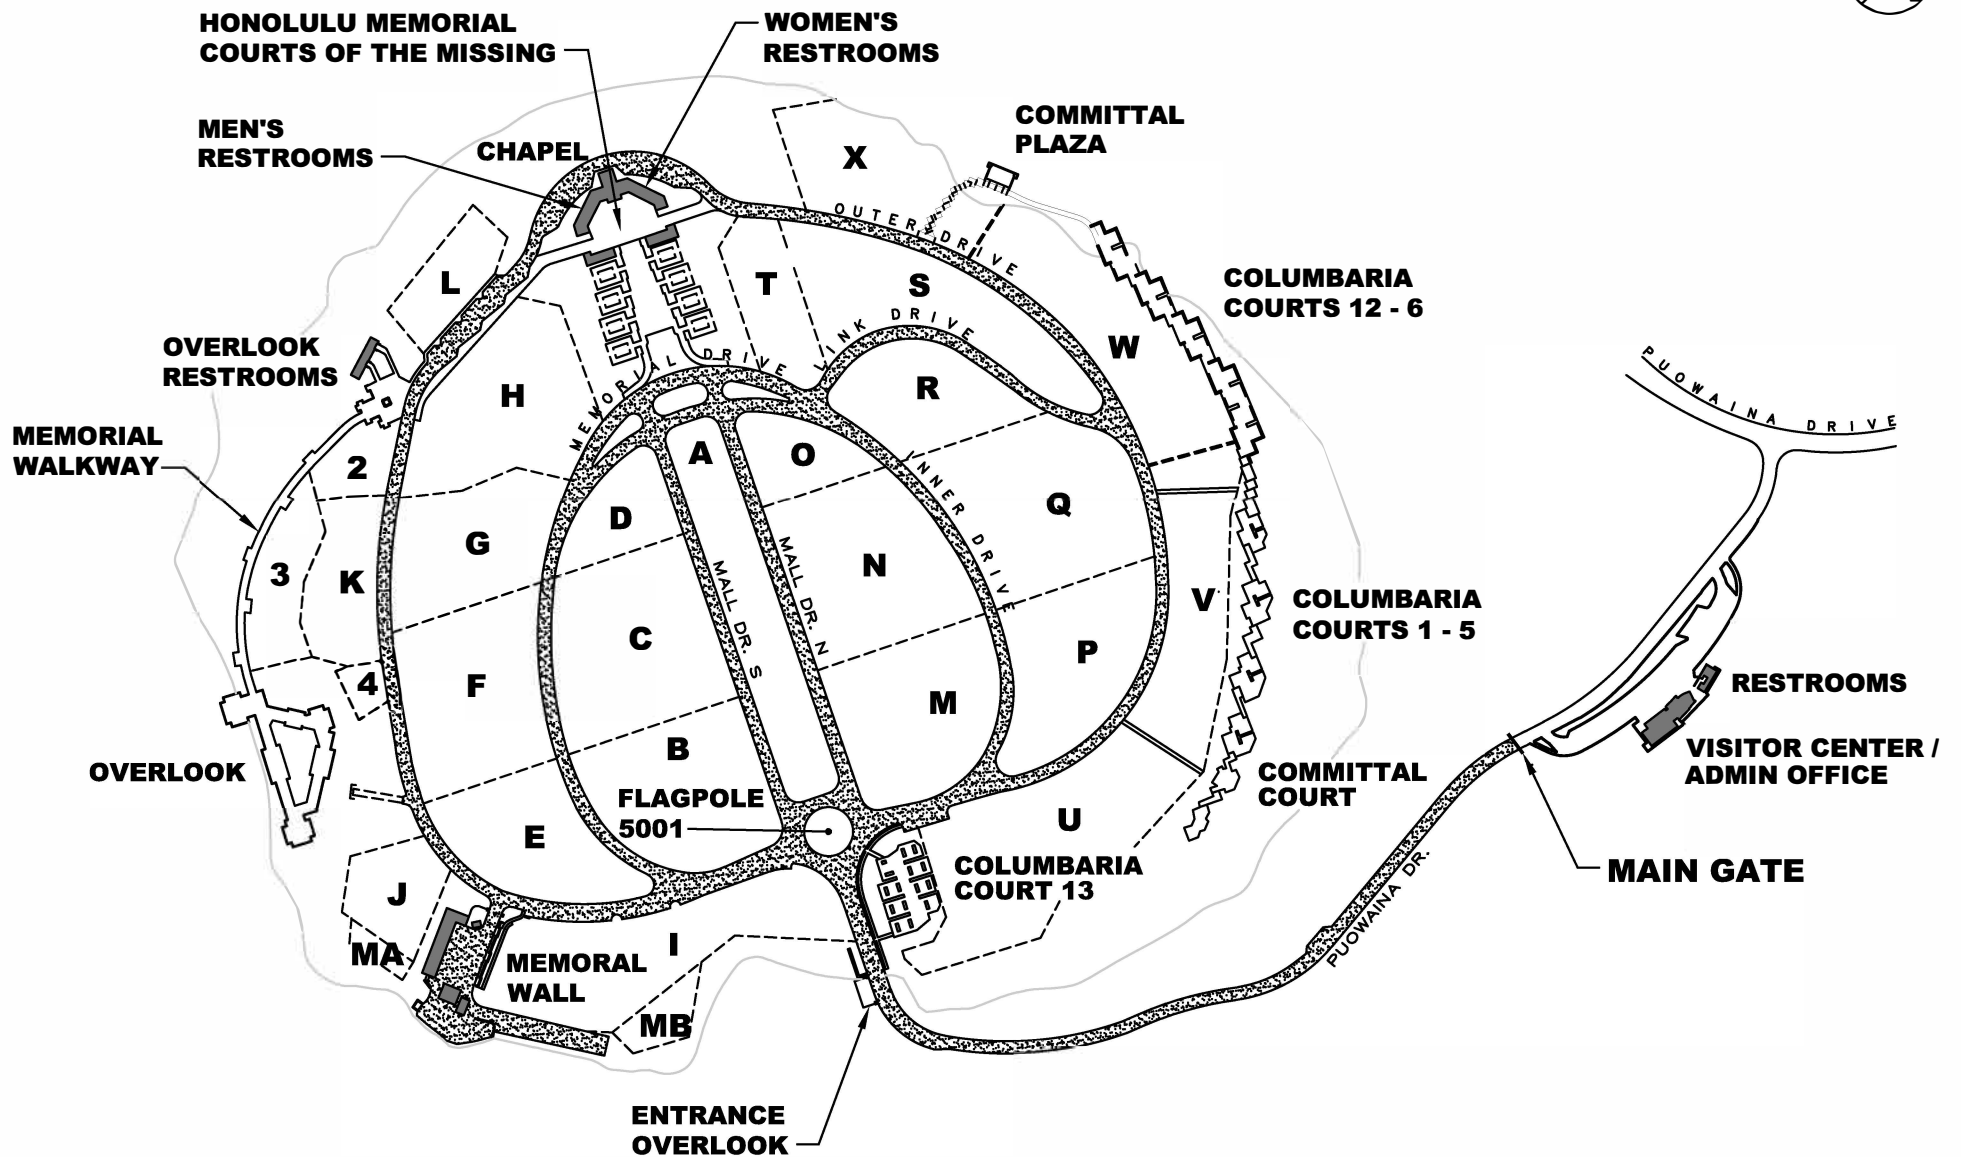 HONOLULU MEMORIAL
COURTS OF THE MISSING
WOMEN'S
RESTROOMS
MEN'S
RESTROOMS
CHAPEL
COMMITTAL
PLAZA
X
OUTER DRIVE
L
T
S
COLUMBARIA
COURTS 12 - 6
OVERLOOK
RESTROOMS
LINK DRIVE
MEMORIAL DRIVE
W
H
R
PUOWAINA DRIVE
MEMORIAL
WALKWAY
2
A
O
INNER DRIVE
Q
D
G
3
K
N
MALL DR. S
MALL DR. N
V
COLUMBARIA
COURTS 1 - 5
C
P
4
F
M
RESTROOMS
B
OVERLOOK
VISITOR CENTER /
ADMIN OFFICE
COMMITTAL
COURT
FLAGPOLE
5001
U
E
COLUMBARIA
COURT 13
MAIN GATE
PUOWAINA DR.
J
MA
I
MEMORAL
WALL
MB
ENTRANCE
OVERLOOK